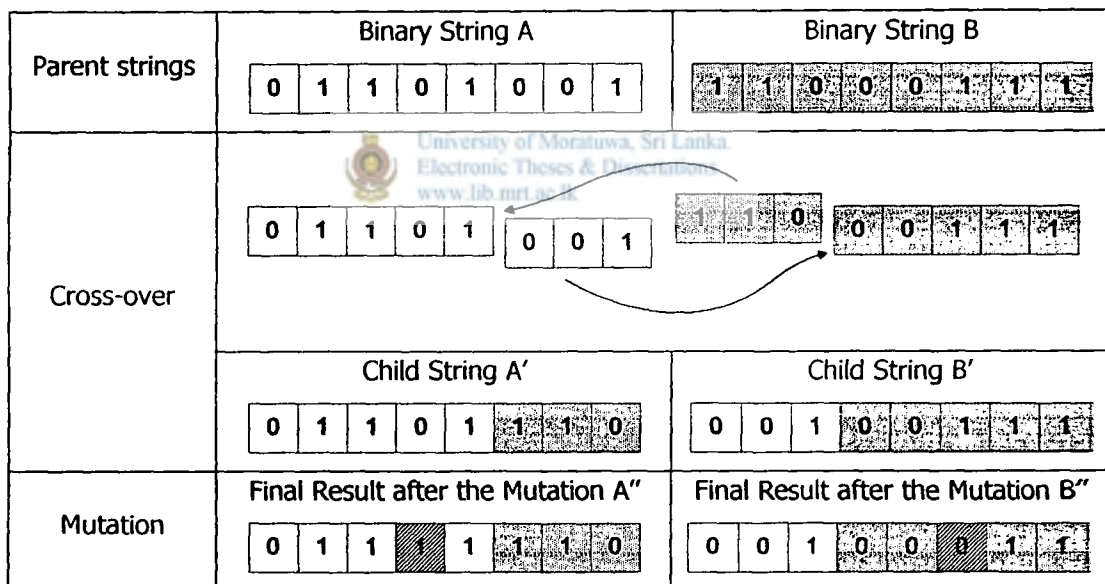 Parent strings
Binary String A
0 1 1 0 1 0 0 1
Binary String B
1 1 0 0 0 1 1 1
University of Moratuwa, Sri Lanka.
Electronic Theses & Dissertations
www.lib.mrt.ac.lk
Cross-over
0 1 1 0 1
0 0 1
1 1 0
0 0 1 1 1
Child String A'
0 1 1 0 1 1 1 0
Child String B'
0 0 1 0 0 1 1 1
Mutation
Final Result after the Mutation A"
0 1 1 1 1 1 1 0
Final Result after the Mutation B"
0 0 1 0 0 0 1 1